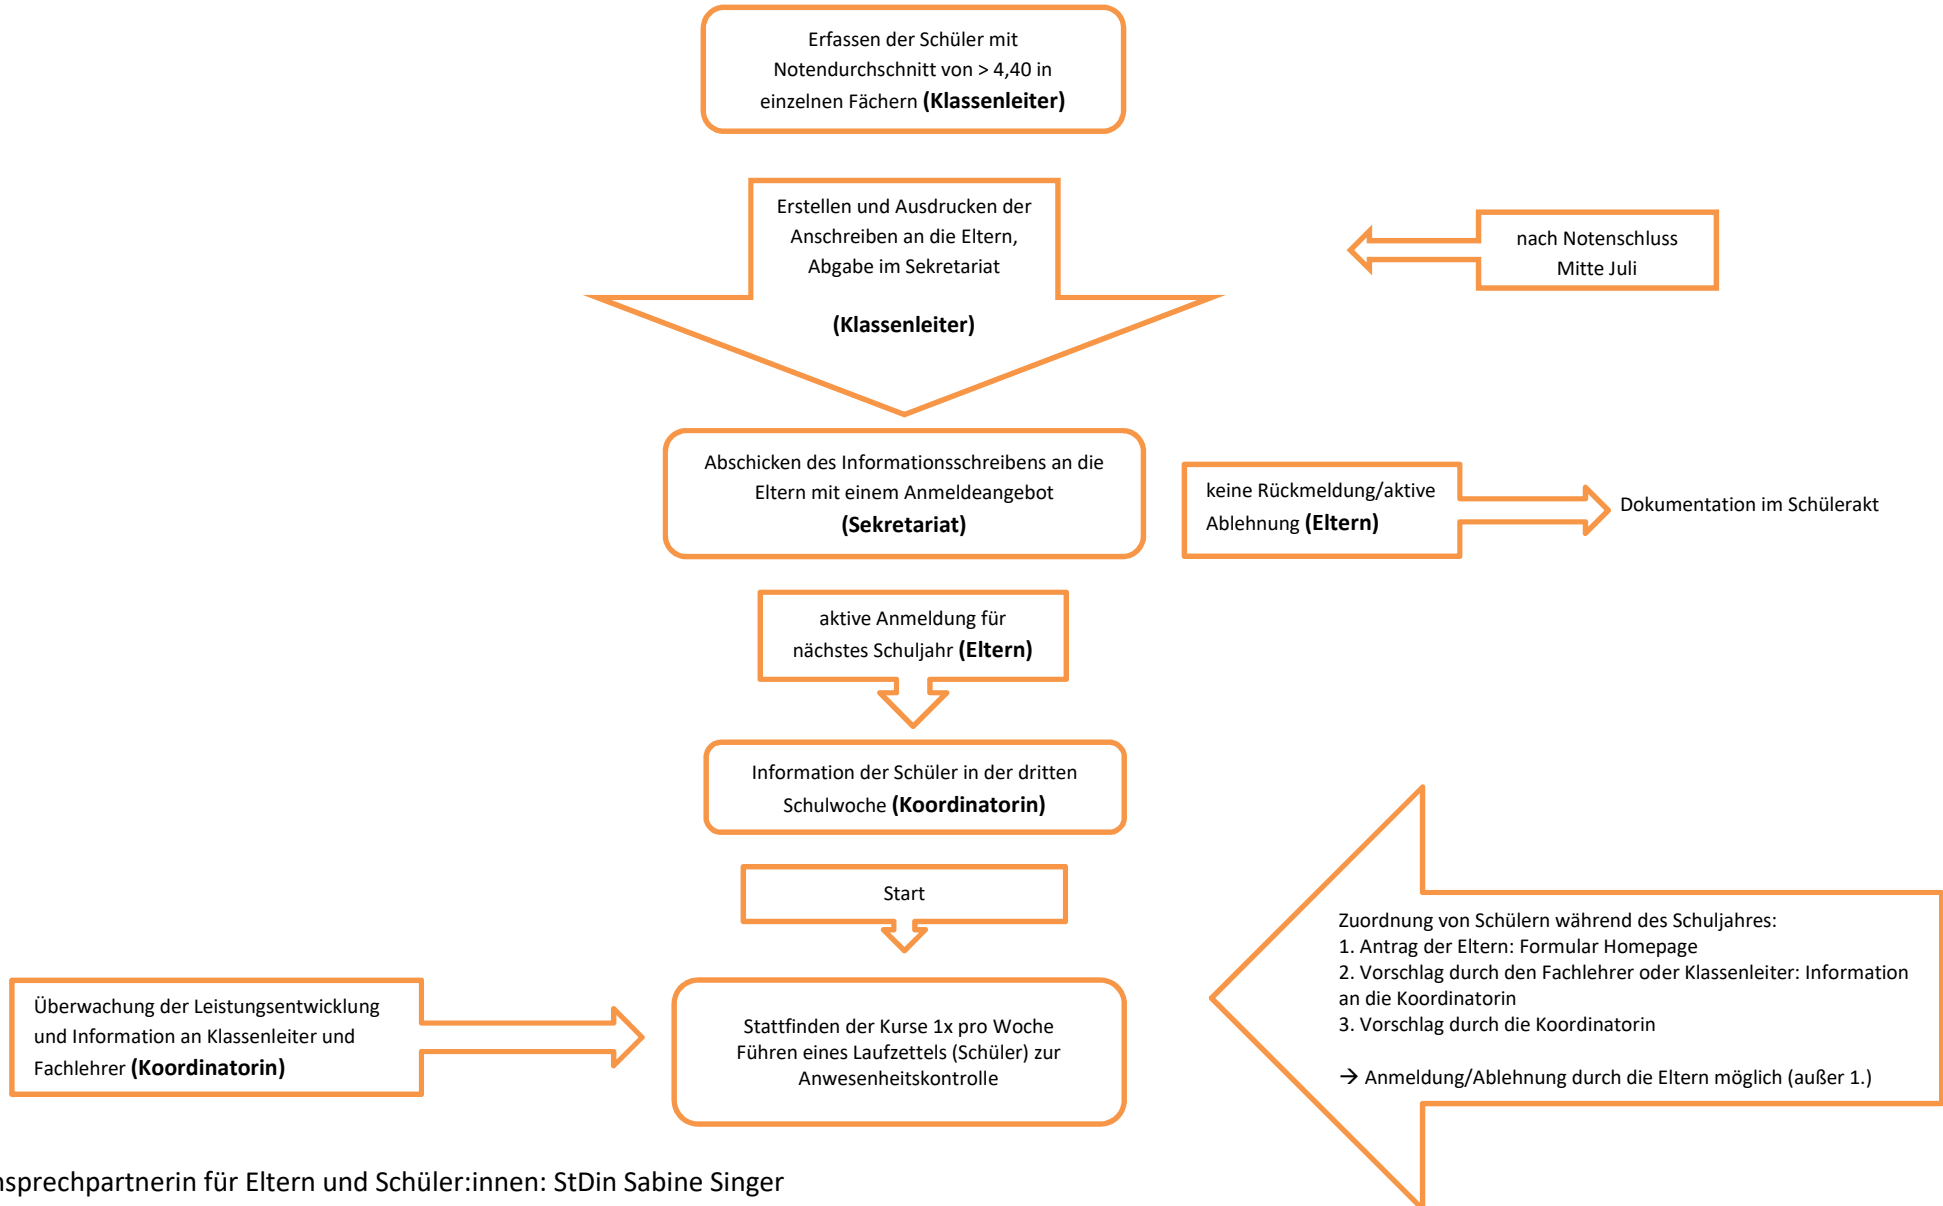 Erfassen der Schüler mit
Notendurchschnitt von > 4,40 in
einzelnen Fächern (Klassenleiter)
Erstellen und Ausdrucken der
Anschreiben an die Eltern,
Abgabe im Sekretariat
(Klassenleiter)
nach Notenschluss
Mitte Juli
Abschicken des Informationsschreibens an die
Eltern mit einem Anmeldeangebot
(Sekretariat)
keine Rückmeldung/aktive
Ablehnung (Eltern)
Dokumentation im Schülerakt
aktive Anmeldung für
nächstes Schuljahr (Eltern)
Information der Schüler in der dritten
Schulwoche (Koordinatorin)
Start
Zuordnung von Schülern während des Schuljahres:
1. Antrag der Eltern: Formular Homepage
2. Vorschlag durch den Fachlehrer oder Klassenleiter: Information
an die Koordinatorin
3. Vorschlag durch die Koordinatorin
→ Anmeldung/Ablehnung durch die Eltern möglich (außer 1.)
Überwachung der Leistungsentwicklung
und Information an Klassenleiter und
Fachlehrer (Koordinatorin)
Stattfinden der Kurse 1x pro Woche
Führen eines Laufzettels (Schüler) zur
Anwesenheitskontrolle
nsprechpartnerin für Eltern und Schüler:innen: StDin Sabine Singer